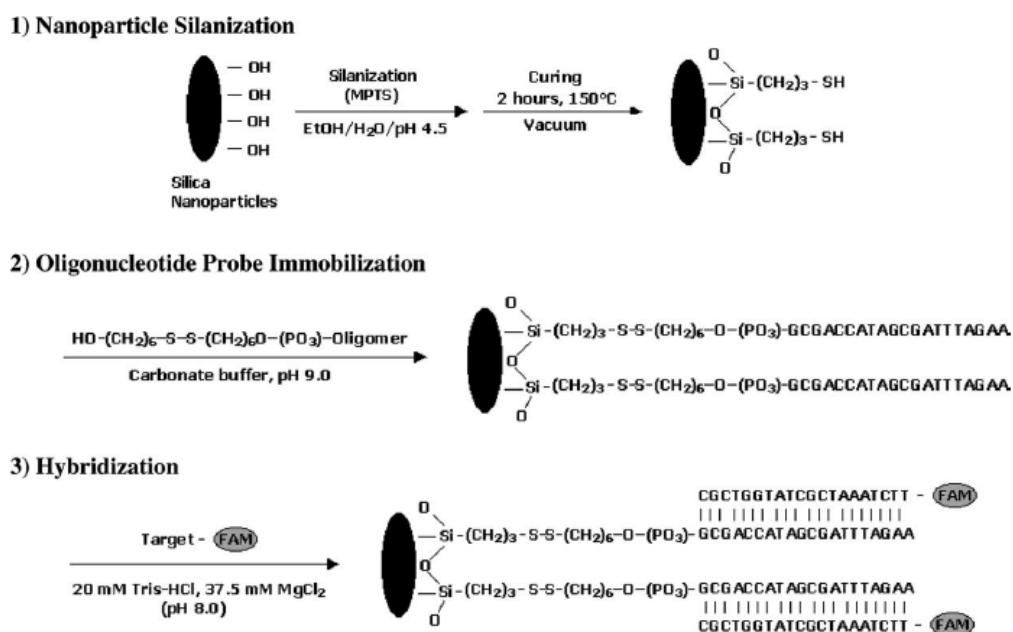 1) Nanoparticle Silanization
OH
OH
OH
OH
Silica
Nanoparticles
Silanization
(MPTS)
EtOH/H₂O/pH 4.5
Curing
2 hours, 150°C
Vacuum
O
Si-(CH₂)₃-SH
O
Si-(CH₂)₃-SH
O
2) Oligonucleotide Probe Immobilization
HO-(CH₂)₆-S-S-(CH₂)₆O-(PO₃)-Oligomer
Carbonate buffer, pH 9.0
O
Si-(CH₂)₃-S-S-(CH₂)₆-O-(PO₃)-GCGACCATAGCGATTTAGAA
O
Si-(CH₂)₃-S-S-(CH₂)₆-O-(PO₃)-GCGACCATAGCGATTTAGAA
O
3) Hybridization
Target- FAM
20 mM Tris-HCl, 37.5 mM MgCl₂
(pH 8.0)
CGCTGGTATCGCTAAATCTT - FAM
O
Si-(CH₂)₃-S-S-(CH₂)₆-O-(PO₃)-GCGACCATAGCGATTTAGAA
O
Si-(CH₂)₃-S-S-(CH₂)₆-O-(PO₃)-GCGACCATAGCGATTTAGAA
O
CGCTGGTATCGCTAAATCTT - FAM